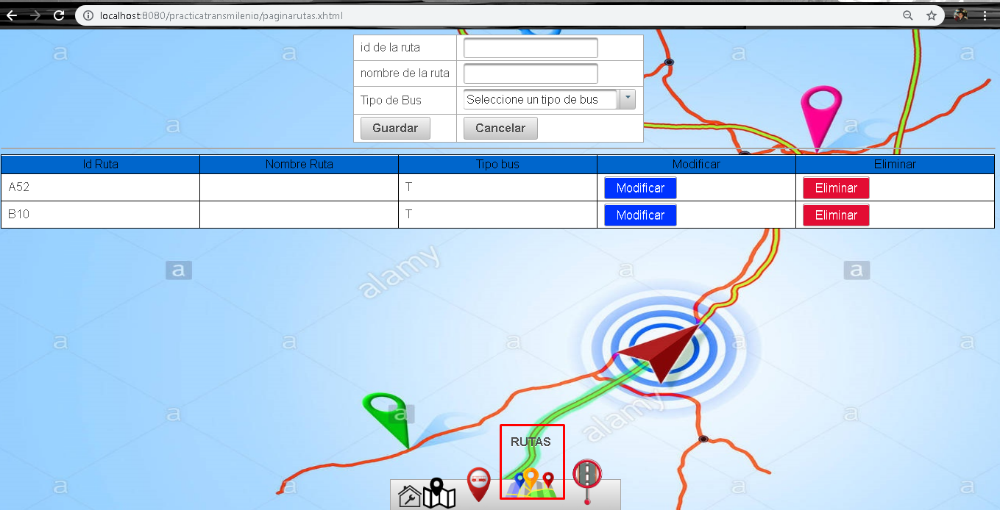 localhost:8080/practicatransmilenio/paginarutas.xhtml
id de la ruta
nombre de la ruta
Tipo de Bus Seleccione un tipo de bus
Guardar Cancelar
Id Ruta Nombre Ruta Tipo bus Modificar Eliminar
A52 T Modificar Eliminar
B10 T Modificar Eliminar
a a a a
a a
a a a a
alamy
a a a a a
a a a
alamy
RUTAS
a a a